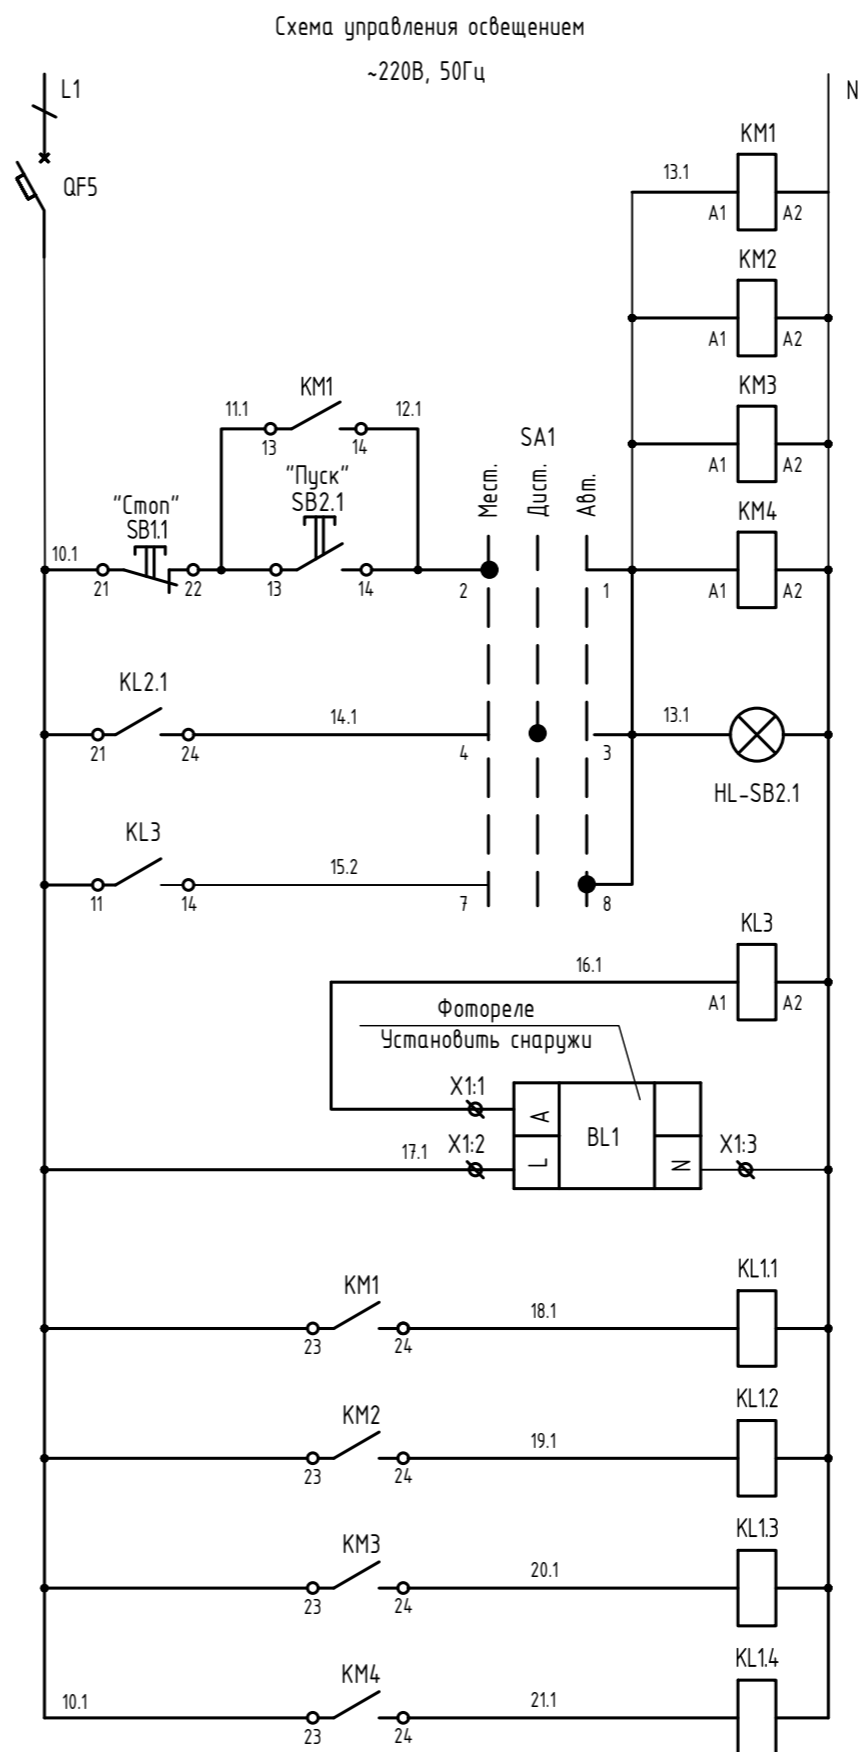 Схема управления освещением
~220В, 50Гц
L1
N
QF5
KM1
13.1
A1
A2
KM2
A1
A2
KM3
A1
A2
KM4
A1
A2
KM1
11.1
12.1
13
14
"Пуск"
SB2.1
13
14
"Стоп"
SB1.1
10.1
21
22
SA1
Мест.
Дист.
Авт.
2
1
KL2.1
21
24
14.1
4
3
13.1
HL-SB2.1
KL3
11
14
15.2
7
8
KL3
16.1
A1
A2
Фотореле
Установить снаружи
X1:1
A
BL1
X1:2
17.1
L
N
X1:3
KM1
23
24
18.1
KL1.1
KM2
23
24
19.1
KL1.2
KM3
23
24
20.1
KL1.3
10.1
KM4
23
24
21.1
KL1.4